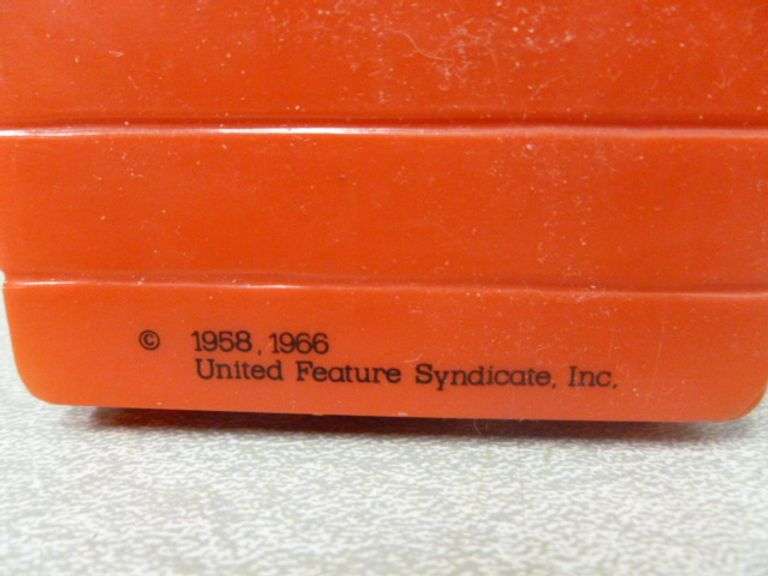 © 1958, 1966
United Feature Syndicate, Inc.